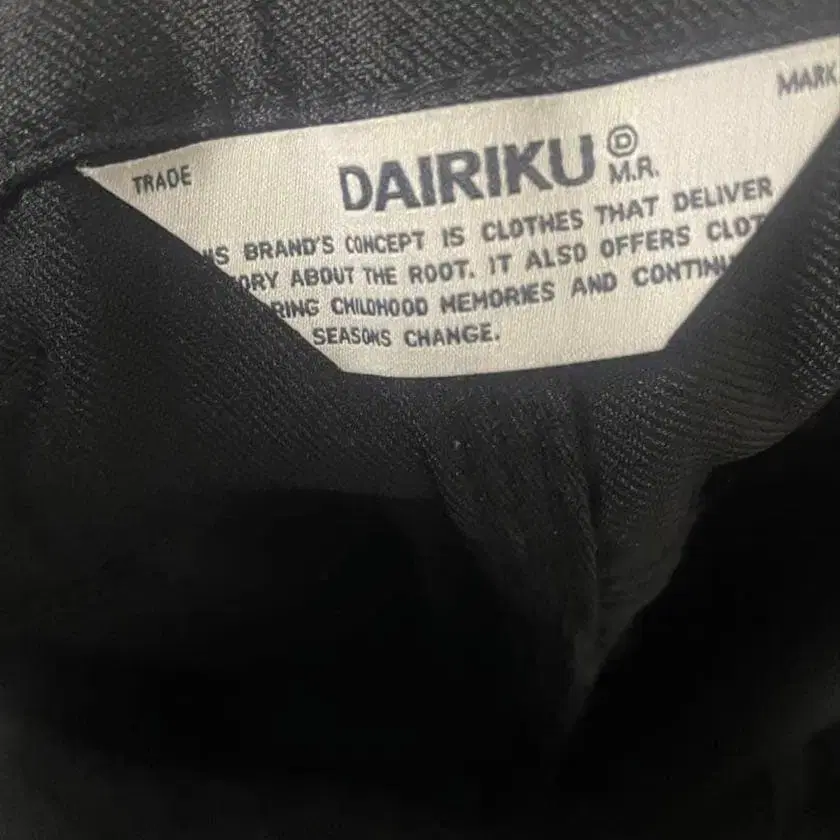 TRADE MARK
DAIRIKU Ⓓ M.R.
BRAND'S CONCEPT IS CLOTHES THAT DELIVER
ABOUT THE ROOT. IT ALSO OFFERS
CHILDHOOD MEMORIES AND
SEASONS CHANGE.